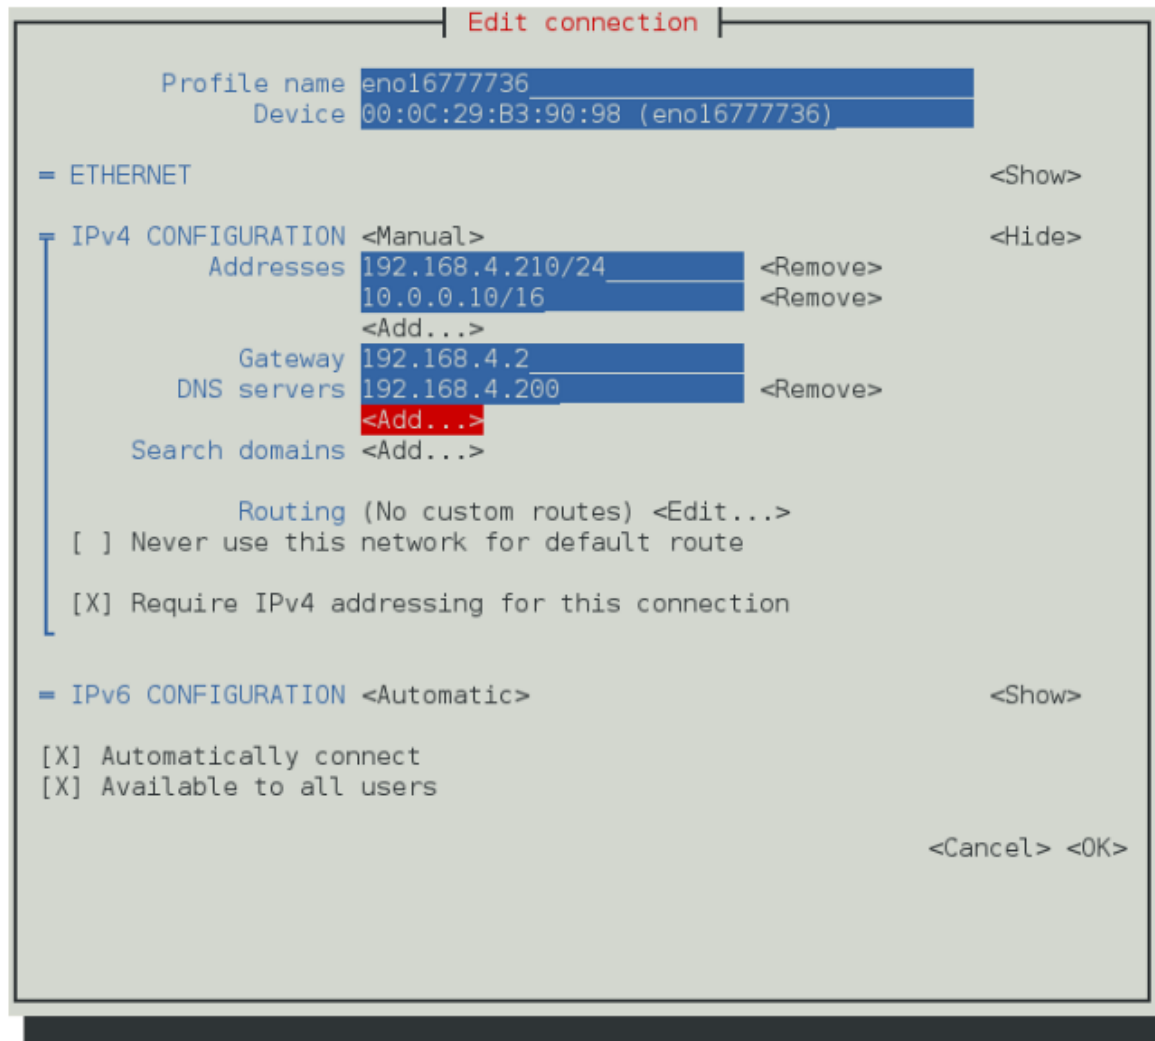 Edit connection
Profile name eno16777736
Device 00:0C:29:B3:90:98 (eno16777736)
= ETHERNET <Show>
IPv4 CONFIGURATION <Manual> <Hide>
Addresses 192.168.4.210/24 <Remove>
10.0.0.10/16 <Remove>
<Add...>
Gateway 192.168.4.2
DNS servers 192.168.4.200 <Remove>
<Add...>
Search domains <Add...>
Routing (No custom routes) <Edit...>
[ ] Never use this network for default route
[X] Require IPv4 addressing for this connection
= IPv6 CONFIGURATION <Automatic> <Show>
[X] Automatically connect
[X] Available to all users
<Cancel> <OK>